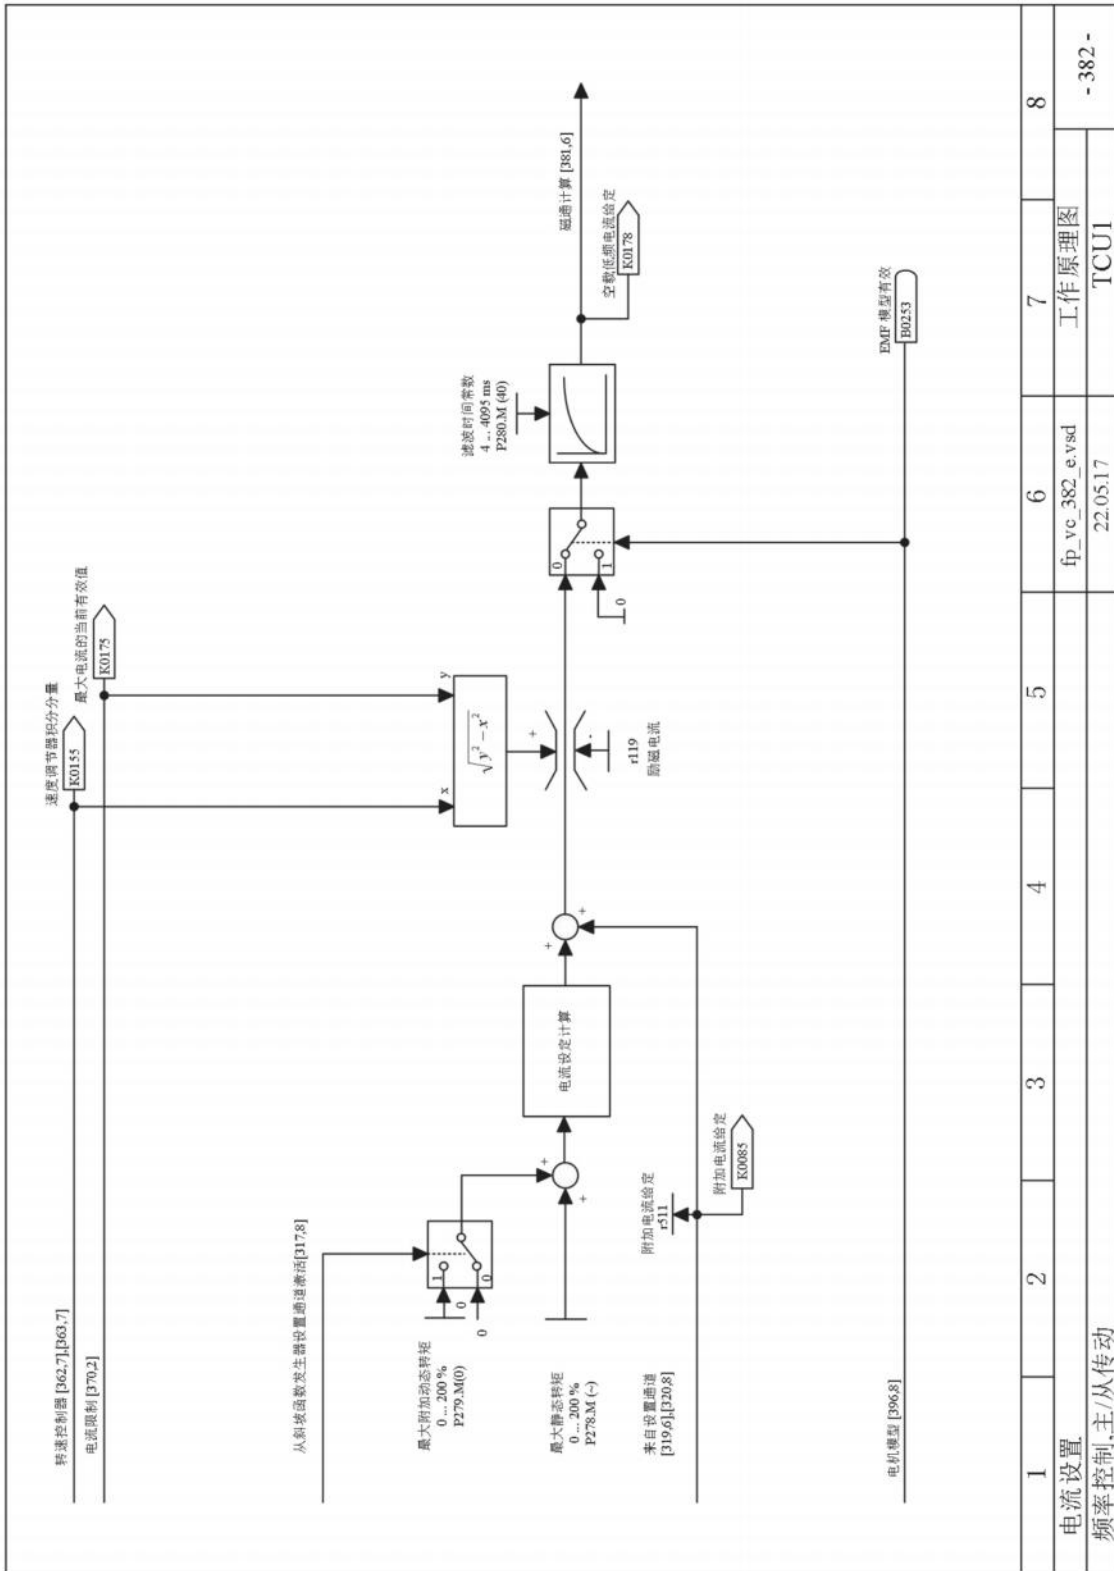 转速控制器 [362,7],[363,7]
电流限制 [370,2]
速度调节器积分分量
K0155
最大电流的当前有效值
K0175
从斜坡函数发生器设置通道激活[317,8]
x
y
√y² − x²
最大附加动态转矩
0 ... 200 %
P279.M(0)
1
0
0
0
最大静态转矩
0 ... 200 %
P278.M (~)
+
+
电流设定计算
+
+
+
-
r119
励磁电流
0
1
0
滤波时间常数
4 ... 4095 ms
P280.M (40)
磁通计算 [381,6]
空载低频电流给定
K0178
来自设置通道
[319,6],[320,8]
附加电流给定
r511
附加电流给定
K0085
电机模型 [396,8]
EMF 模型有效
B0253
1 2 3 4 5 6 7 8
电流设置 fp_vc_382_e.vsd 工作原理图 - 382 -
频率控制,主/从传动 22.05.17 TCU1